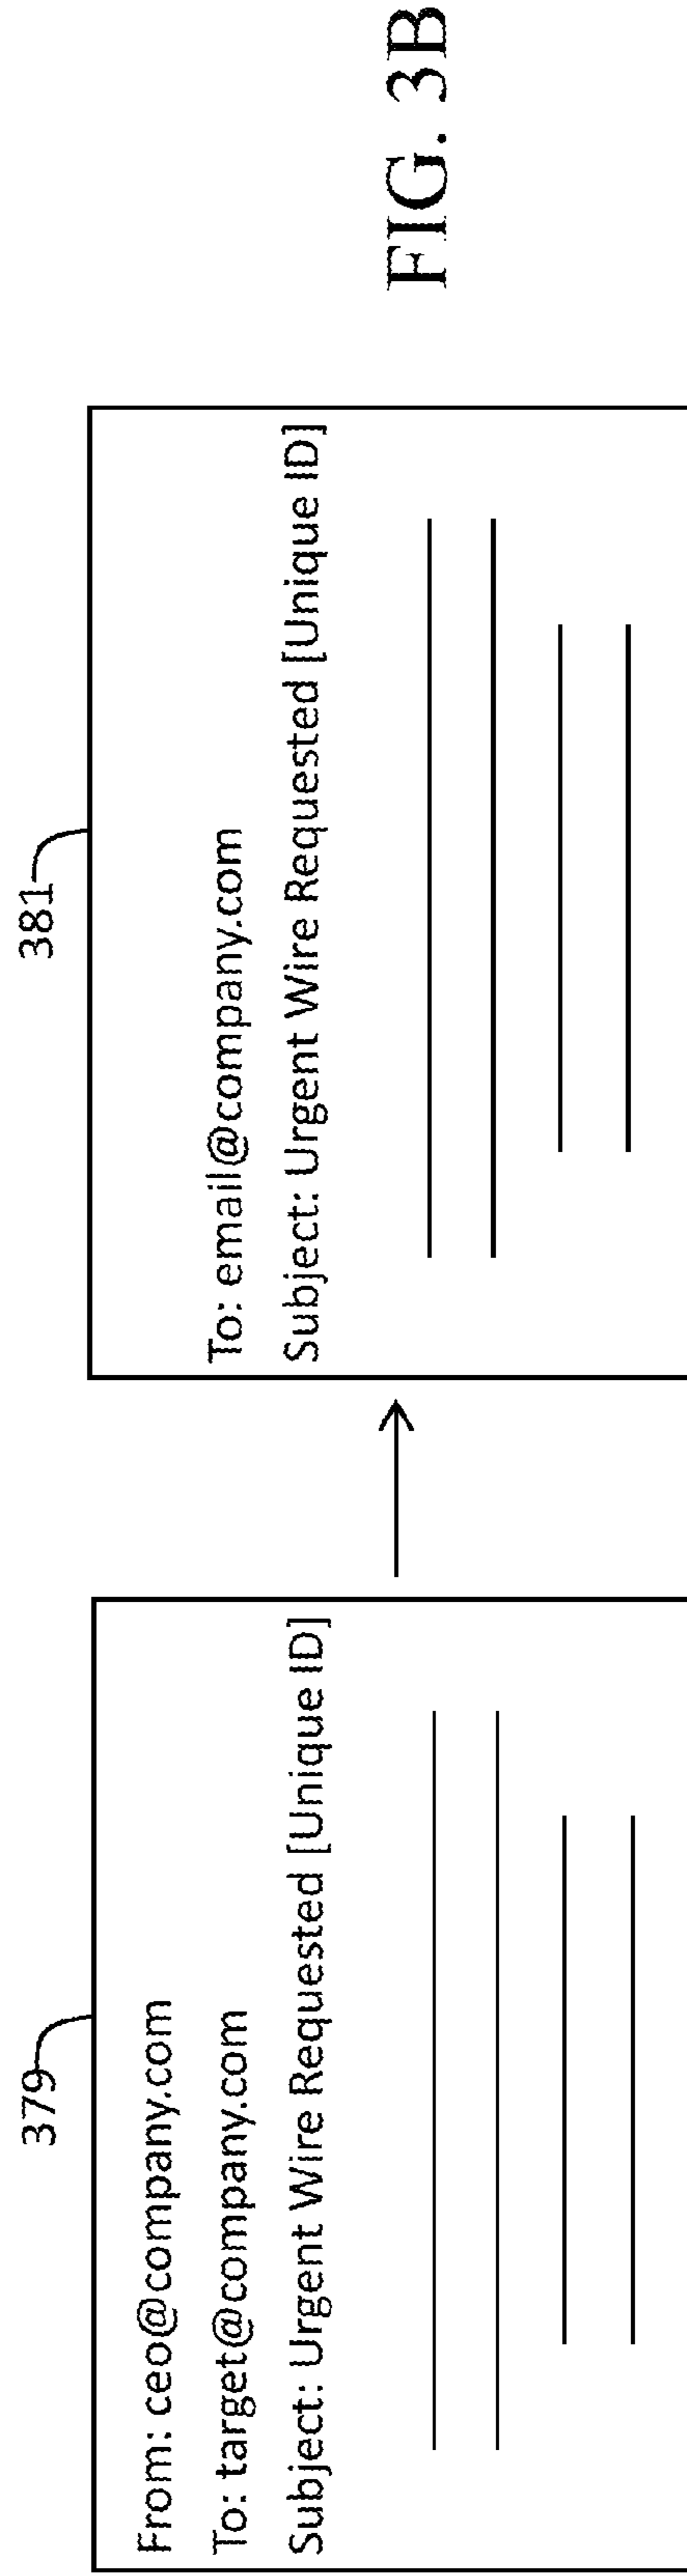 379
From: ceo@company.com
To: target@company.com
Subject: Urgent Wire Requested [Unique ID]
381
To: email@company.com
Subject: Urgent Wire Requested [Unique ID]
FIG. 3B